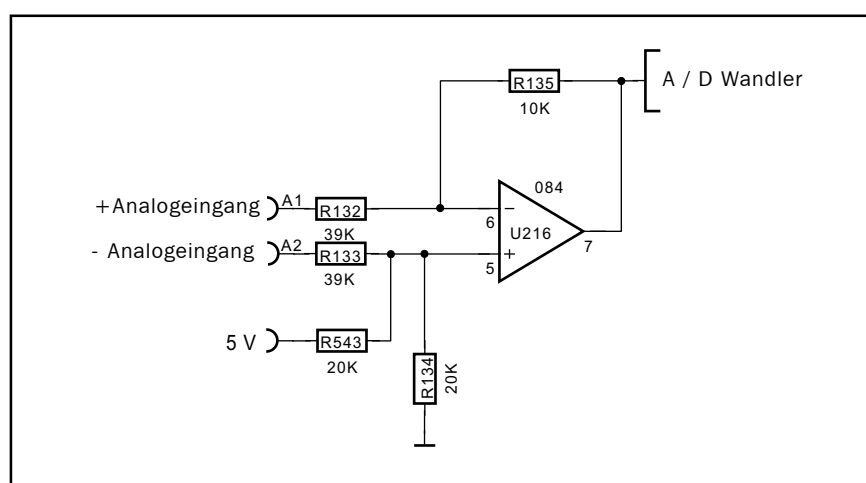 R135
10K
A / D Wandler
084
+Analogeingang
A1
R132
39K
6
−
U216
7
- Analogeingang
A2
R133
39K
5
+
5 V
R543
20K
R134
20K